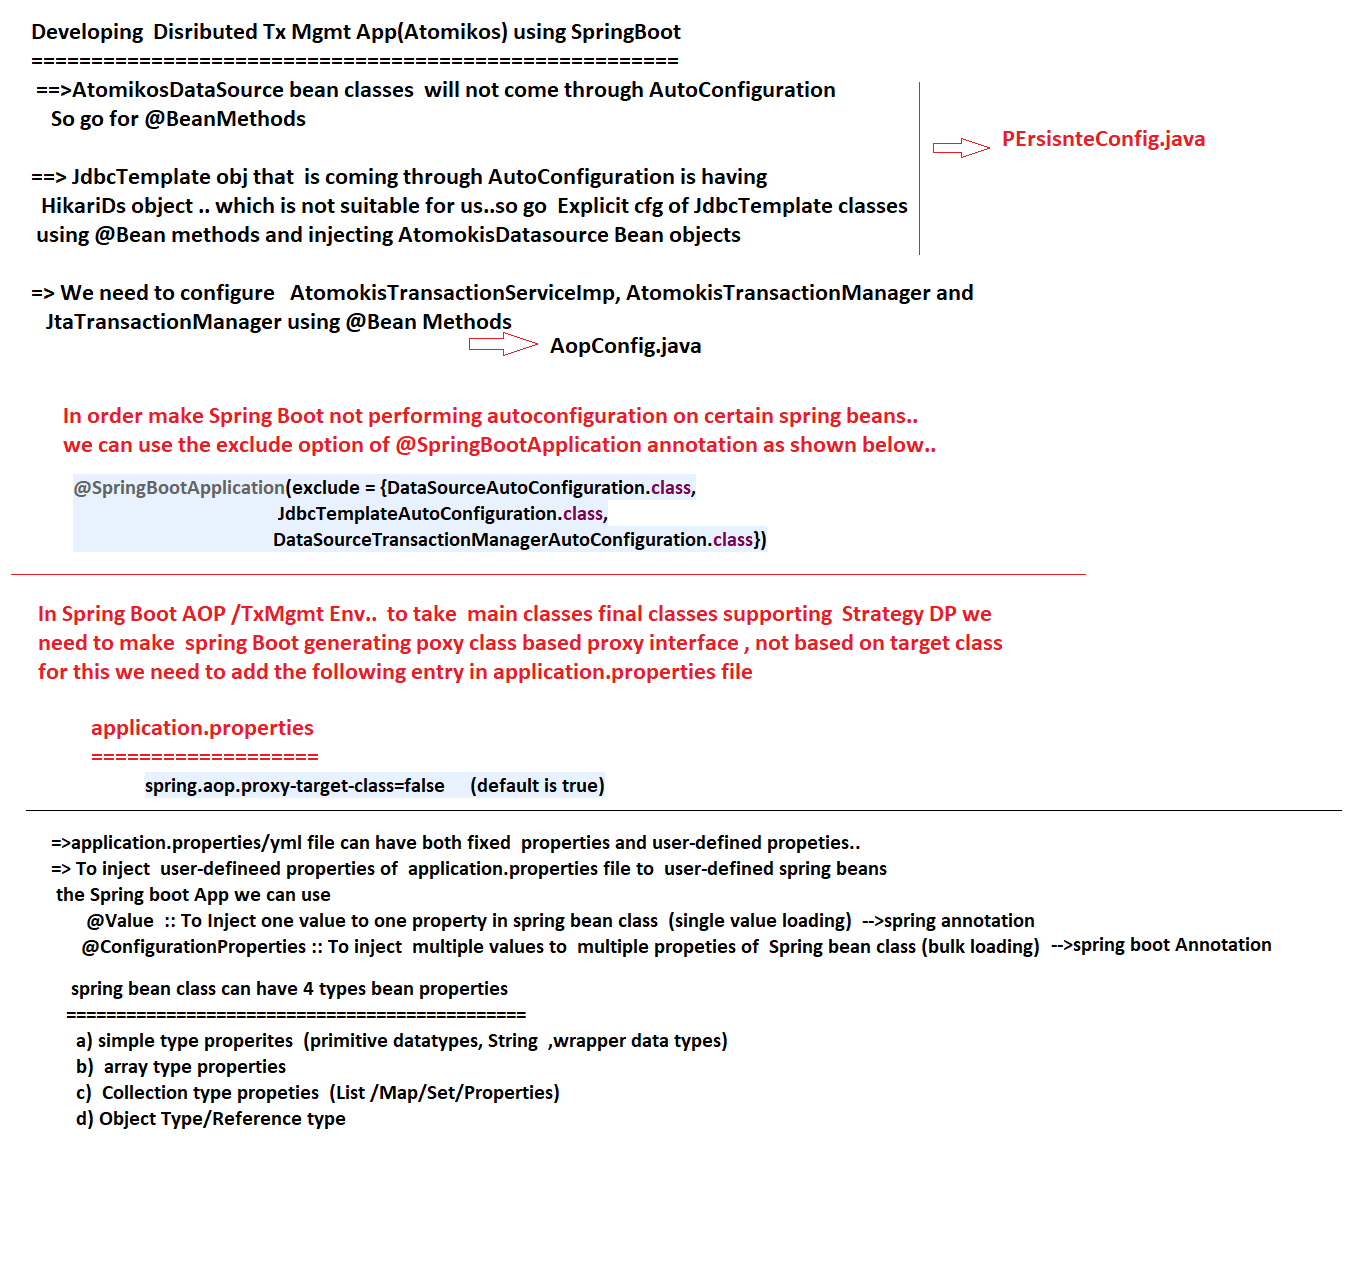 Developing  Disributed Tx Mgmt App(Atomikos) using SpringBoot
======================================================
==>AtomikosDataSource bean classes  will not come through AutoConfiguration
So go for @BeanMethods
PErsisnteConfig.java
==> JdbcTemplate obj that  is coming through AutoConfiguration is having
HikariDs object .. which is not suitable for us..so go  Explicit cfg of JdbcTemplate classes
using @Bean methods and injecting AtomokisDatasource Bean objects
=> We need to configure   AtomokisTransactionServiceImp, AtomokisTransactionManager and
JtaTransactionManager using @Bean Methods
AopConfig.java
In order make Spring Boot not performing autoconfiguration on certain spring beans..
we can use the exclude option of @SpringBootApplication annotation as shown below..
@SpringBootApplication(exclude = {DataSourceAutoConfiguration.class,
JdbcTemplateAutoConfiguration.class,
DataSourceTransactionManagerAutoConfiguration.class})
In Spring Boot AOP /TxMgmt Env..  to take  main classes final classes supporting  Strategy DP we
need to make  spring Boot generating poxy class based proxy interface , not based on target class
for this we need to add the following entry in application.properties file
application.properties
===================
spring.aop.proxy-target-class=false     (default is true)
=>application.properties/yml file can have both fixed  properties and user-defined propeties..
=> To inject  user-defineed properties of  application.properties file to  user-defined spring beans
the Spring boot App we can use
@Value  :: To Inject one value to one property in spring bean class  (single value loading)  -->spring annotation
@ConfigurationProperties :: To inject  multiple values to  multiple propeties of  Spring bean class (bulk loading)  -->spring boot Annotation
spring bean class can have 4 types bean properties
==============================================
a) simple type properites  (primitive datatypes, String  ,wrapper data types)
b)  array type properties
c)  Collection type propeties  (List /Map/Set/Properties)
d) Object Type/Reference type